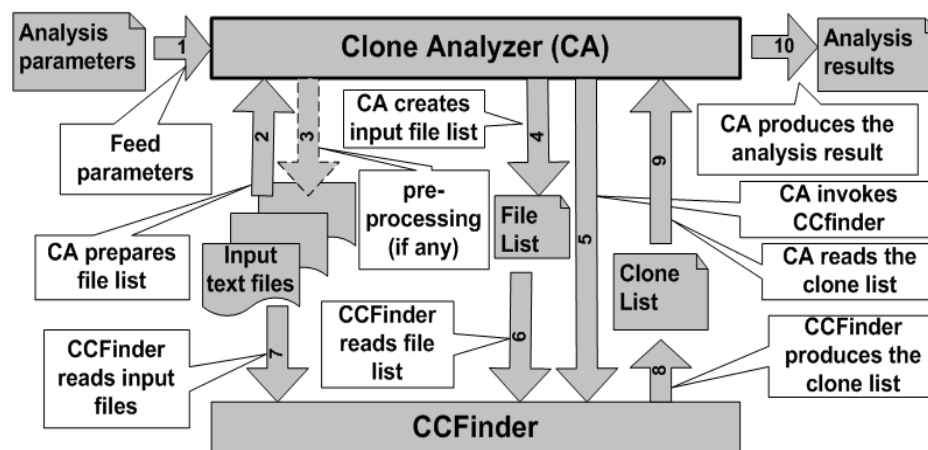 Analysis
parameters
1
Clone Analyzer (CA)
10
Analysis
results
Feed
parameters
2
3
CA creates
input file list
4
5
9
CA produces the
analysis result
pre-
processing
(if any)
CA prepares
file list
Input
text files
File
List
Clone
List
CA invokes
CCfinder
CA reads the
clone list
CCFinder
reads input
files
7
CCFinder
reads file
list
6
8
CCFinder
produces the
clone list
CCFinder